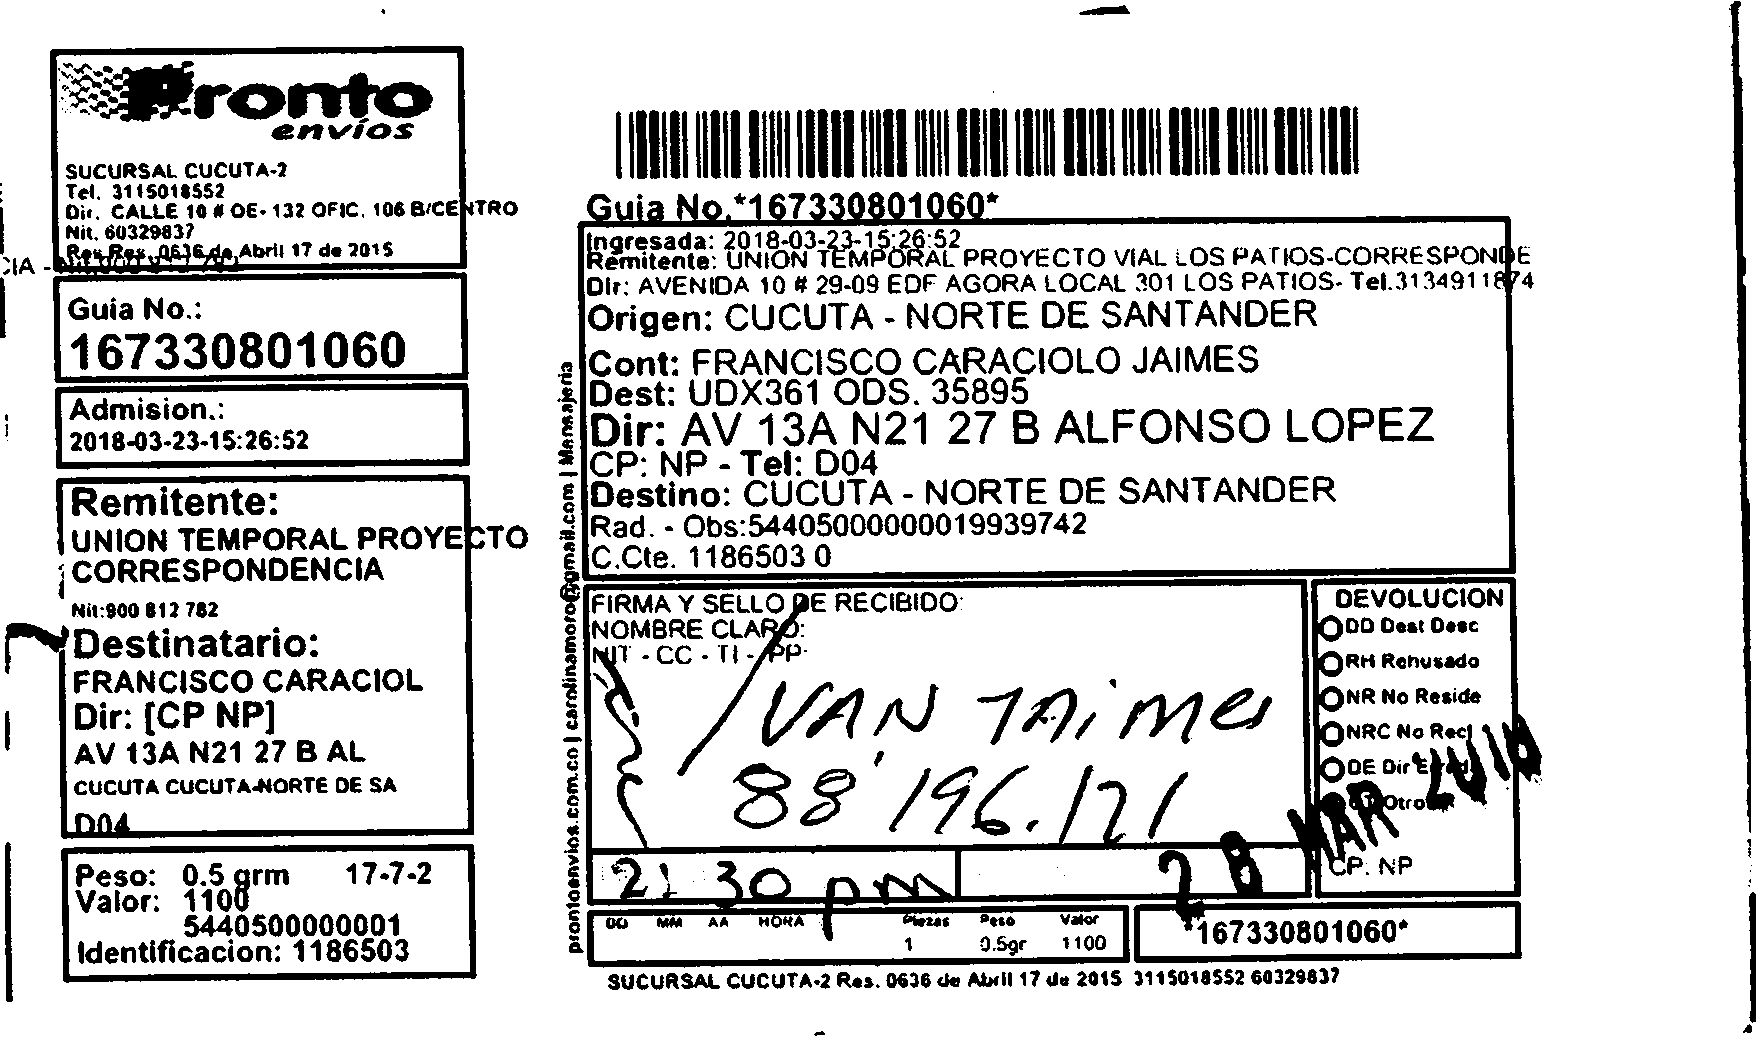 Pronto
envíos
SUCURSAL CUCUTA-2
Tel. 3115018552
Dir. CALLE 10 # OE- 132 OFIC. 106 B/CENTRO
Nit. 60329837
Res Res. 0636 de Abril 17 de 2015
CIA -
Guia No.:
167330801060
Admision.:
2018-03-23-15:26:52
Remitente:
UNION TEMPORAL PROYECTO
CORRESPONDENCIA
Nit:900 812 782
Destinatario:
FRANCISCO CARACIOL
Dir: [CP NP]
AV 13A N21 27 B AL
CUCUTA CUCUTA-NORTE DE SA
D04
Peso: 0.5 grm 17-7-2
Valor: 1100
5440500000001
Identificacion: 1186503
prontoenvios.com.co | carolinamoro@gmail.com | Mensajeria
Guia No.*167330801060*
Ingresada: 2018-03-23-15:26:52
Remitente: UNION TEMPORAL PROYECTO VIAL LOS PATIOS-CORRESPONDE
Dir: AVENIDA 10 # 29-09 EDF AGORA LOCAL 301 LOS PATIOS- Tel.3134911874
Origen: CUCUTA - NORTE DE SANTANDER
Cont: FRANCISCO CARACIOLO JAIMES
Dest: UDX361 ODS. 35895
Dir: AV 13A N21 27 B ALFONSO LOPEZ
CP: NP - Tel: D04
Destino: CUCUTA - NORTE DE SANTANDER
Rad. - Obs:54405000000019939742
C.Cte. 1186503 0
FIRMA Y SELLO DE RECIBIDO:
NOMBRE CLARO:
NIT - CC - TI - PP:
IVAN JAimes
88'196.121
30 pm
DD MM AA HORA
Piezas Peso Valor
1 0.5gr 1100
DEVOLUCION
DD Dest Desc
RH Rehusado
NR No Reside
NRC No Recl
DE Dir Erred
Otro
28 MAR 2018
CP: NP
*167330801060*
SUCURSAL CUCUTA-2 Res. 0636 de Abril 17 de 2015 3115018552 60329837